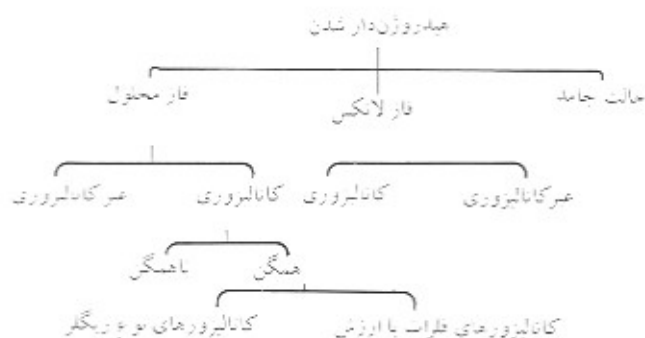 هیدروژن‌دار شدن
حالت جامد فاز لاتکس فاز محلول
غیرکاتالیزوری کاتالیزوری کاتالیزوری غیرکاتالیزوری
همگن ناهمگن
کاتالیزورهای فلزات با ارزش کاتالیزورهای نوع زیگلر